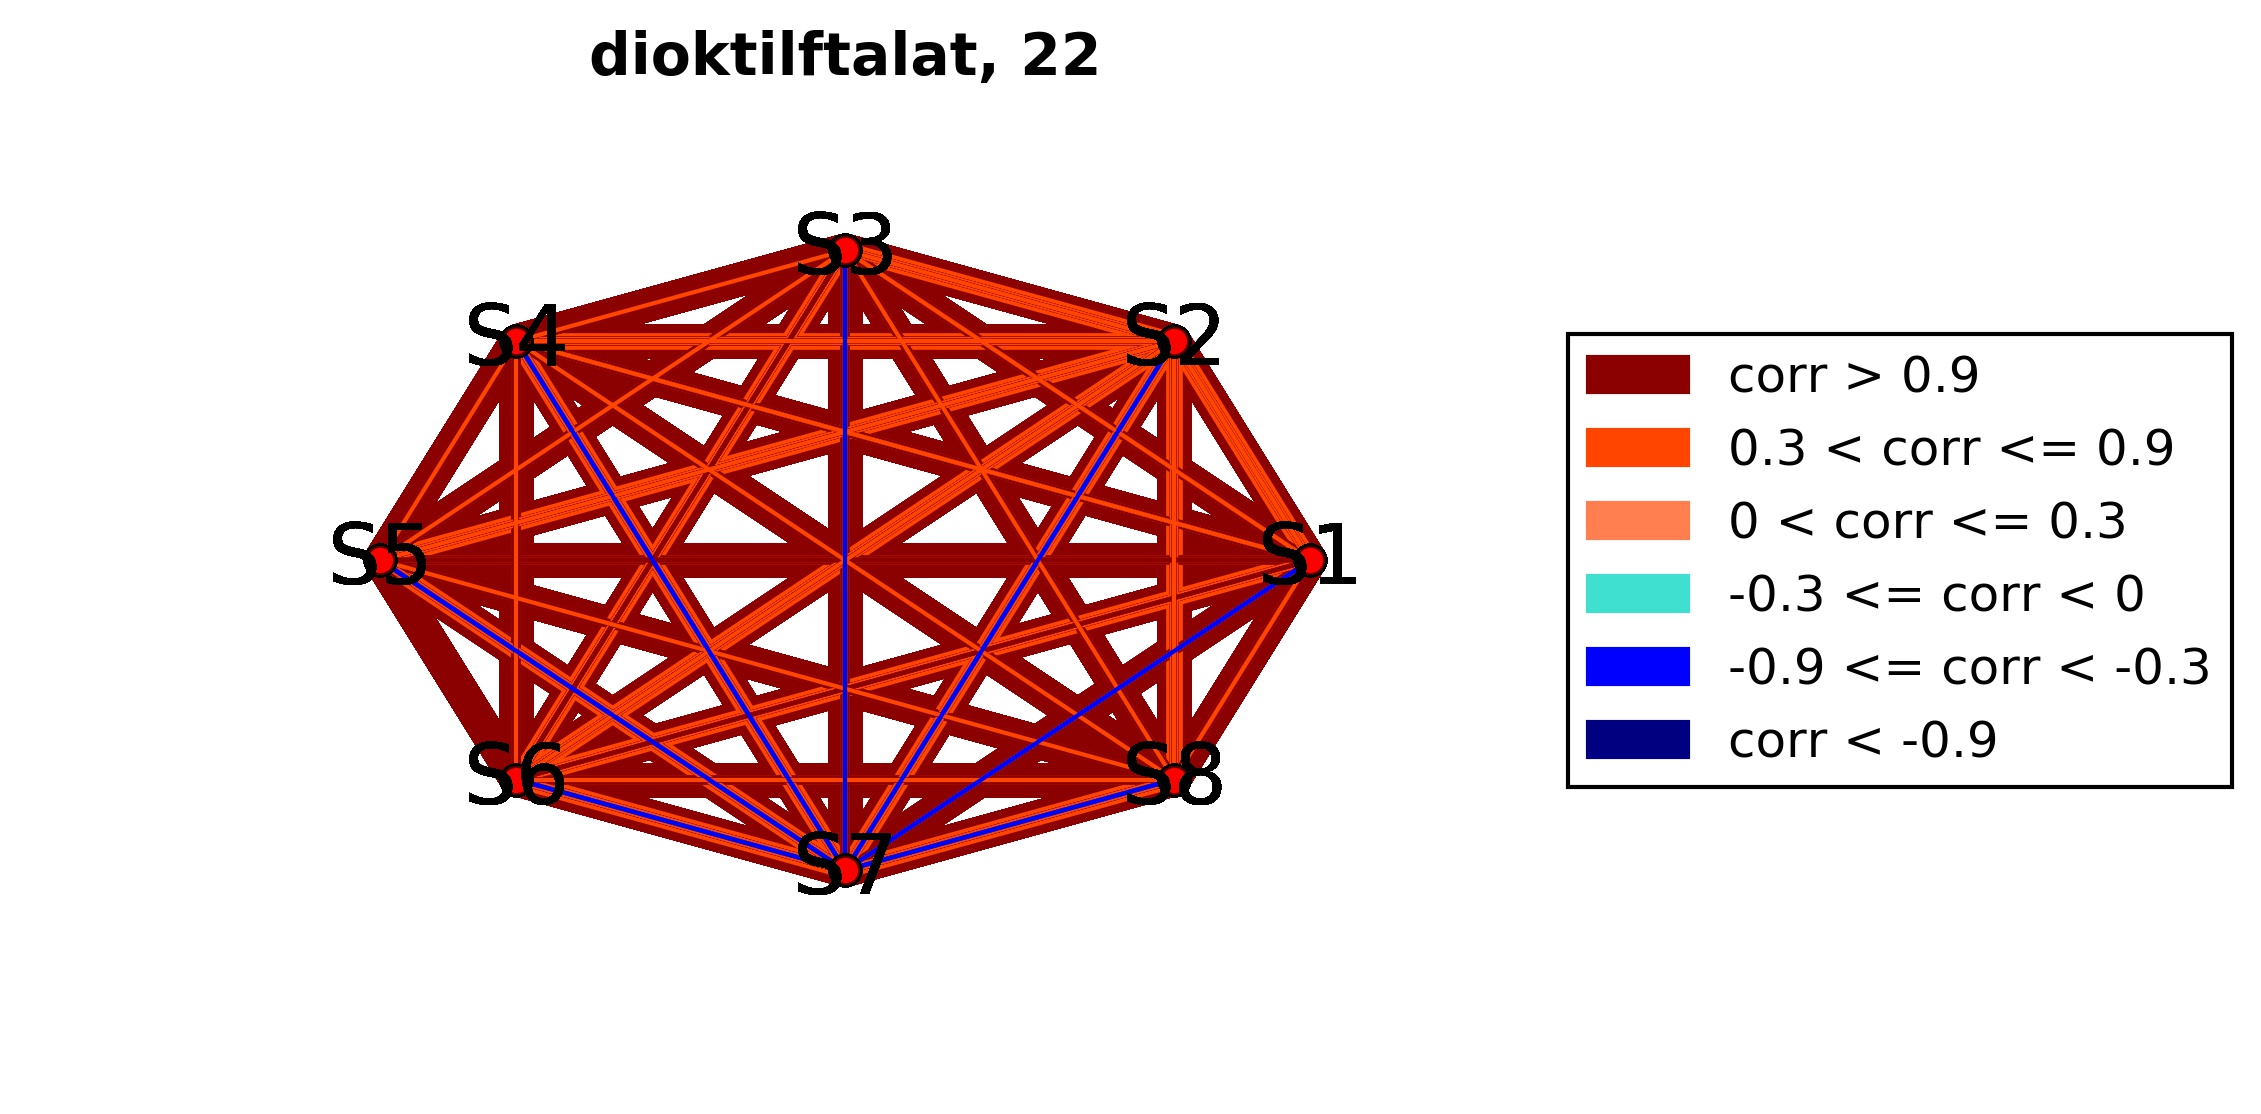 dioktilftalat, 22
S3
S4
S2
S5
S1
S6
S8
S7
corr > 0.9
0.3 < corr <= 0.9
0 < corr <= 0.3
-0.3 <= corr < 0
-0.9 <= corr < -0.3
corr < -0.9